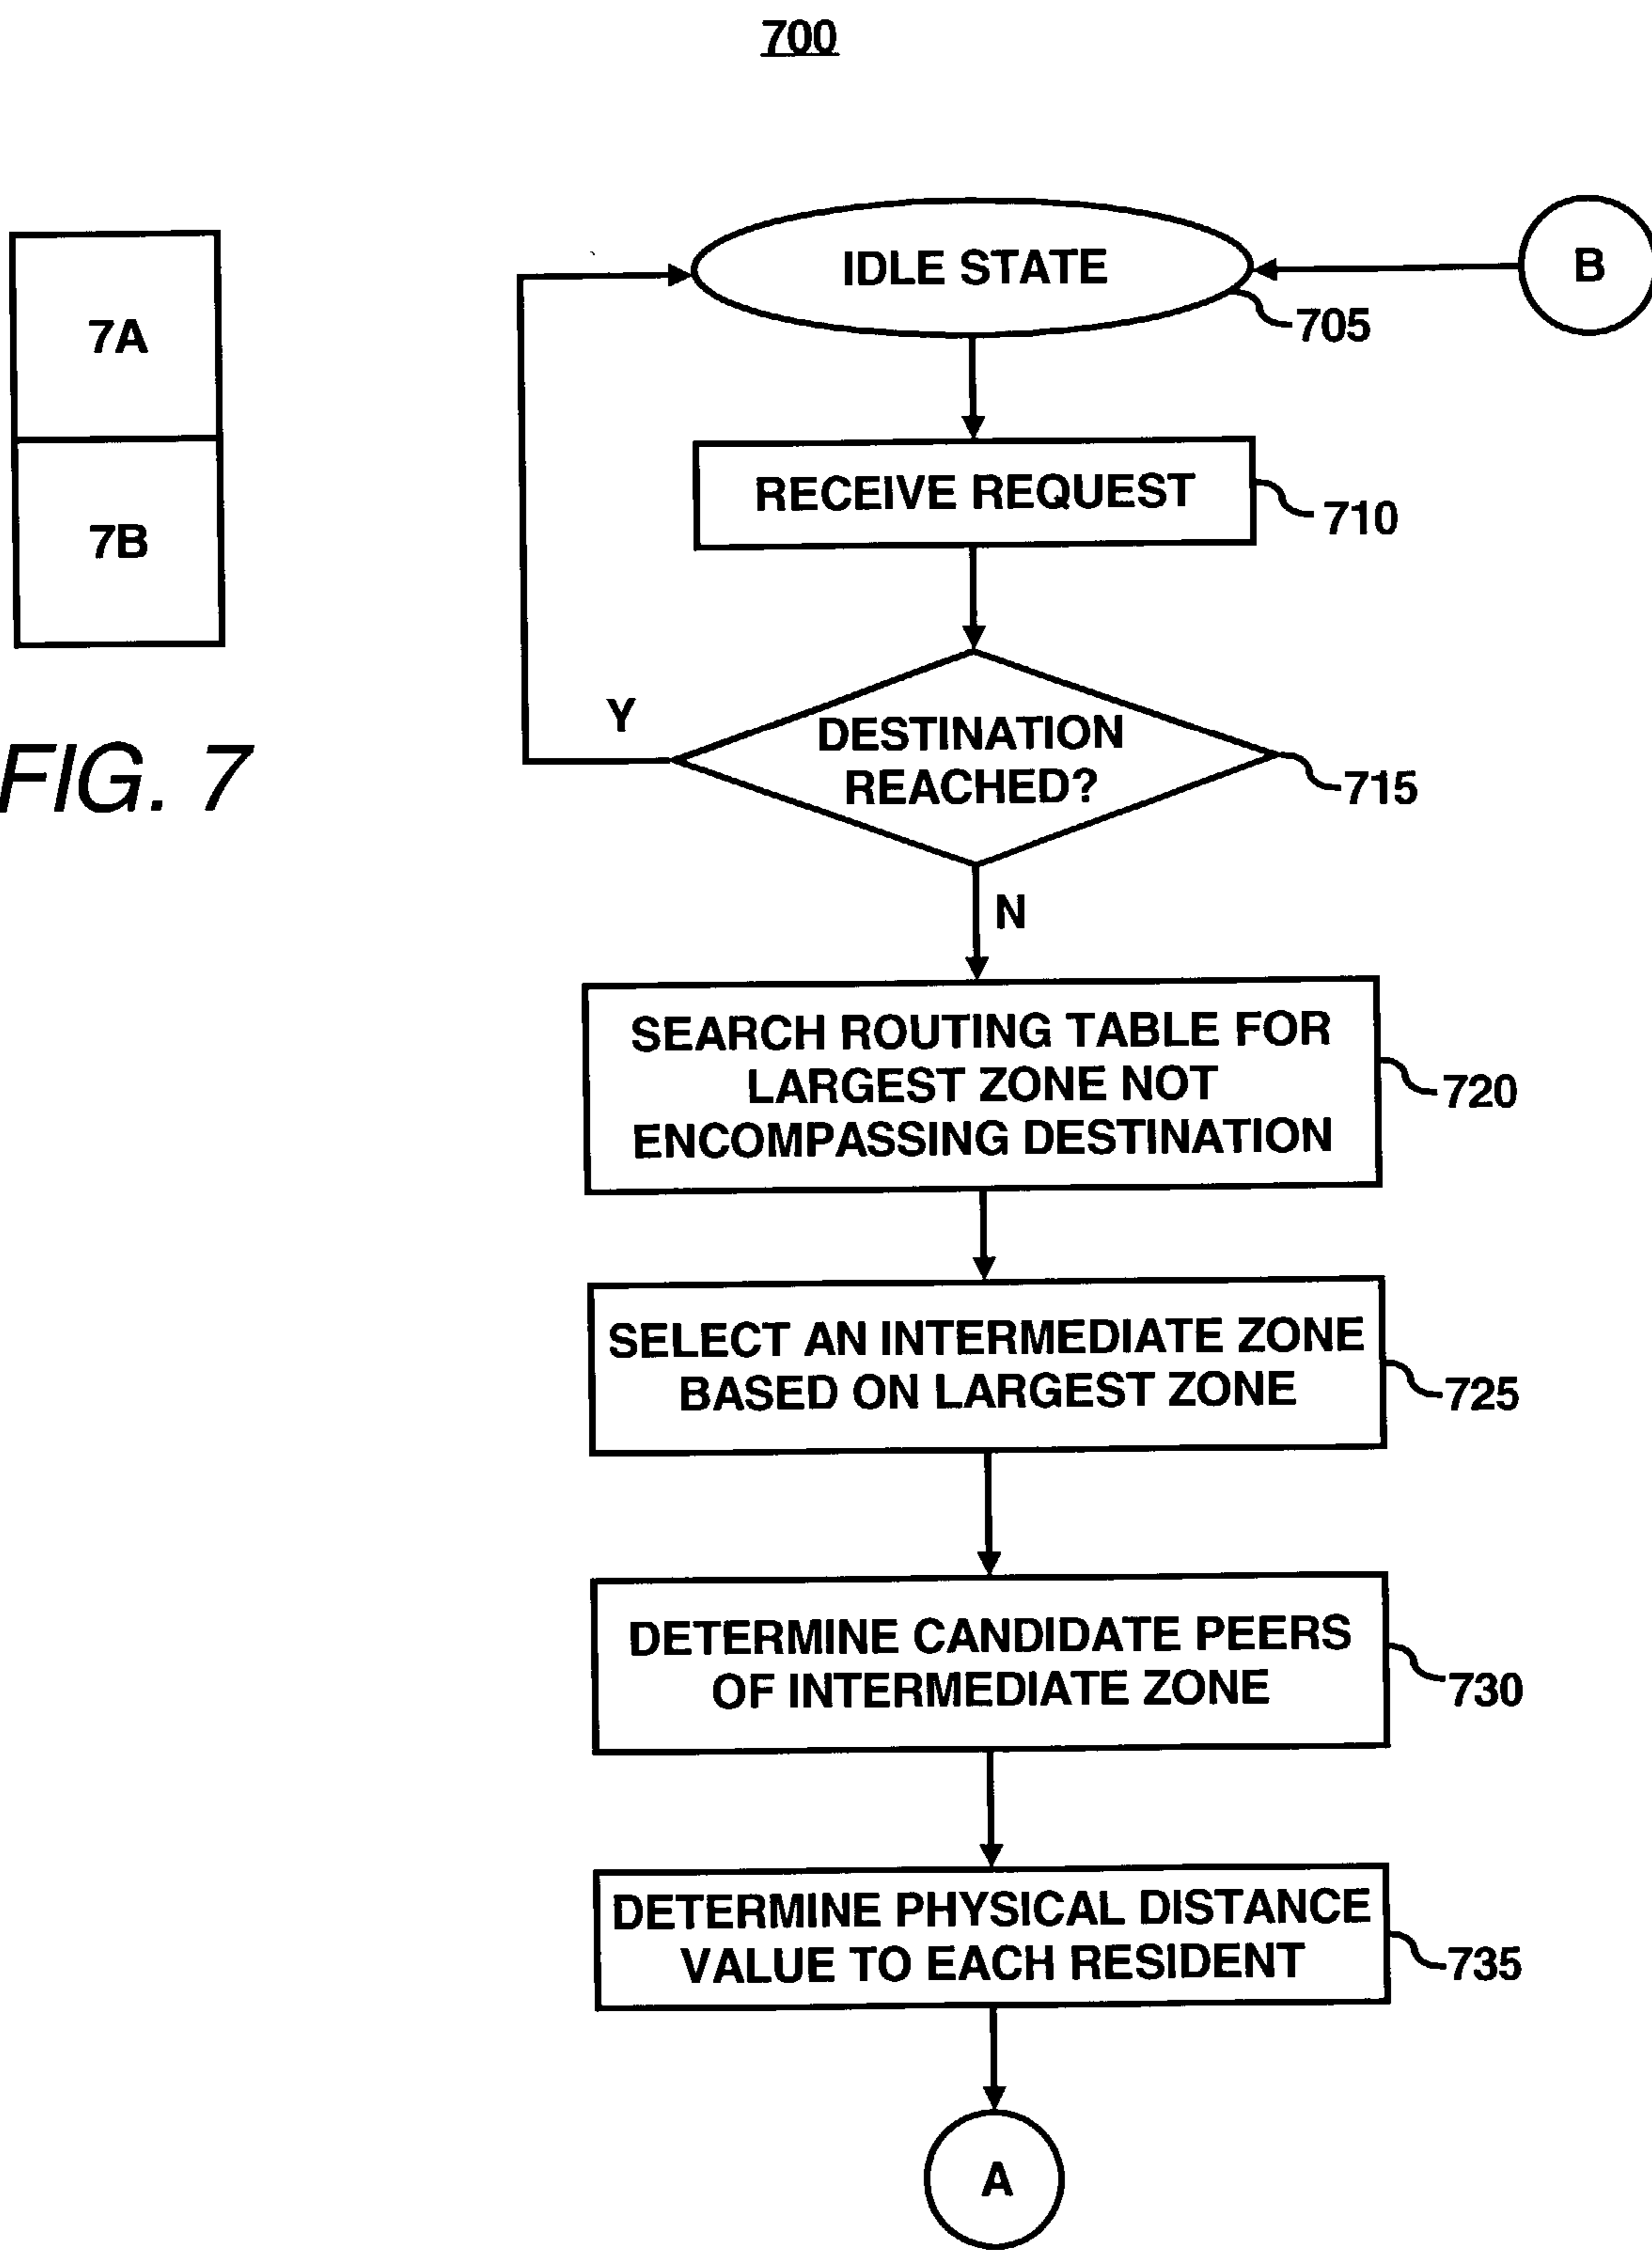 700
7A
7B
FIG. 7
IDLE STATE
B
705
RECEIVE REQUEST
710
DESTINATION
REACHED?
Y
715
N
SEARCH ROUTING TABLE FOR
LARGEST ZONE NOT
ENCOMPASSING DESTINATION
720
SELECT AN INTERMEDIATE ZONE
BASED ON LARGEST ZONE
725
DETERMINE CANDIDATE PEERS
OF INTERMEDIATE ZONE
730
DETERMINE PHYSICAL DISTANCE
VALUE TO EACH RESIDENT
735
A